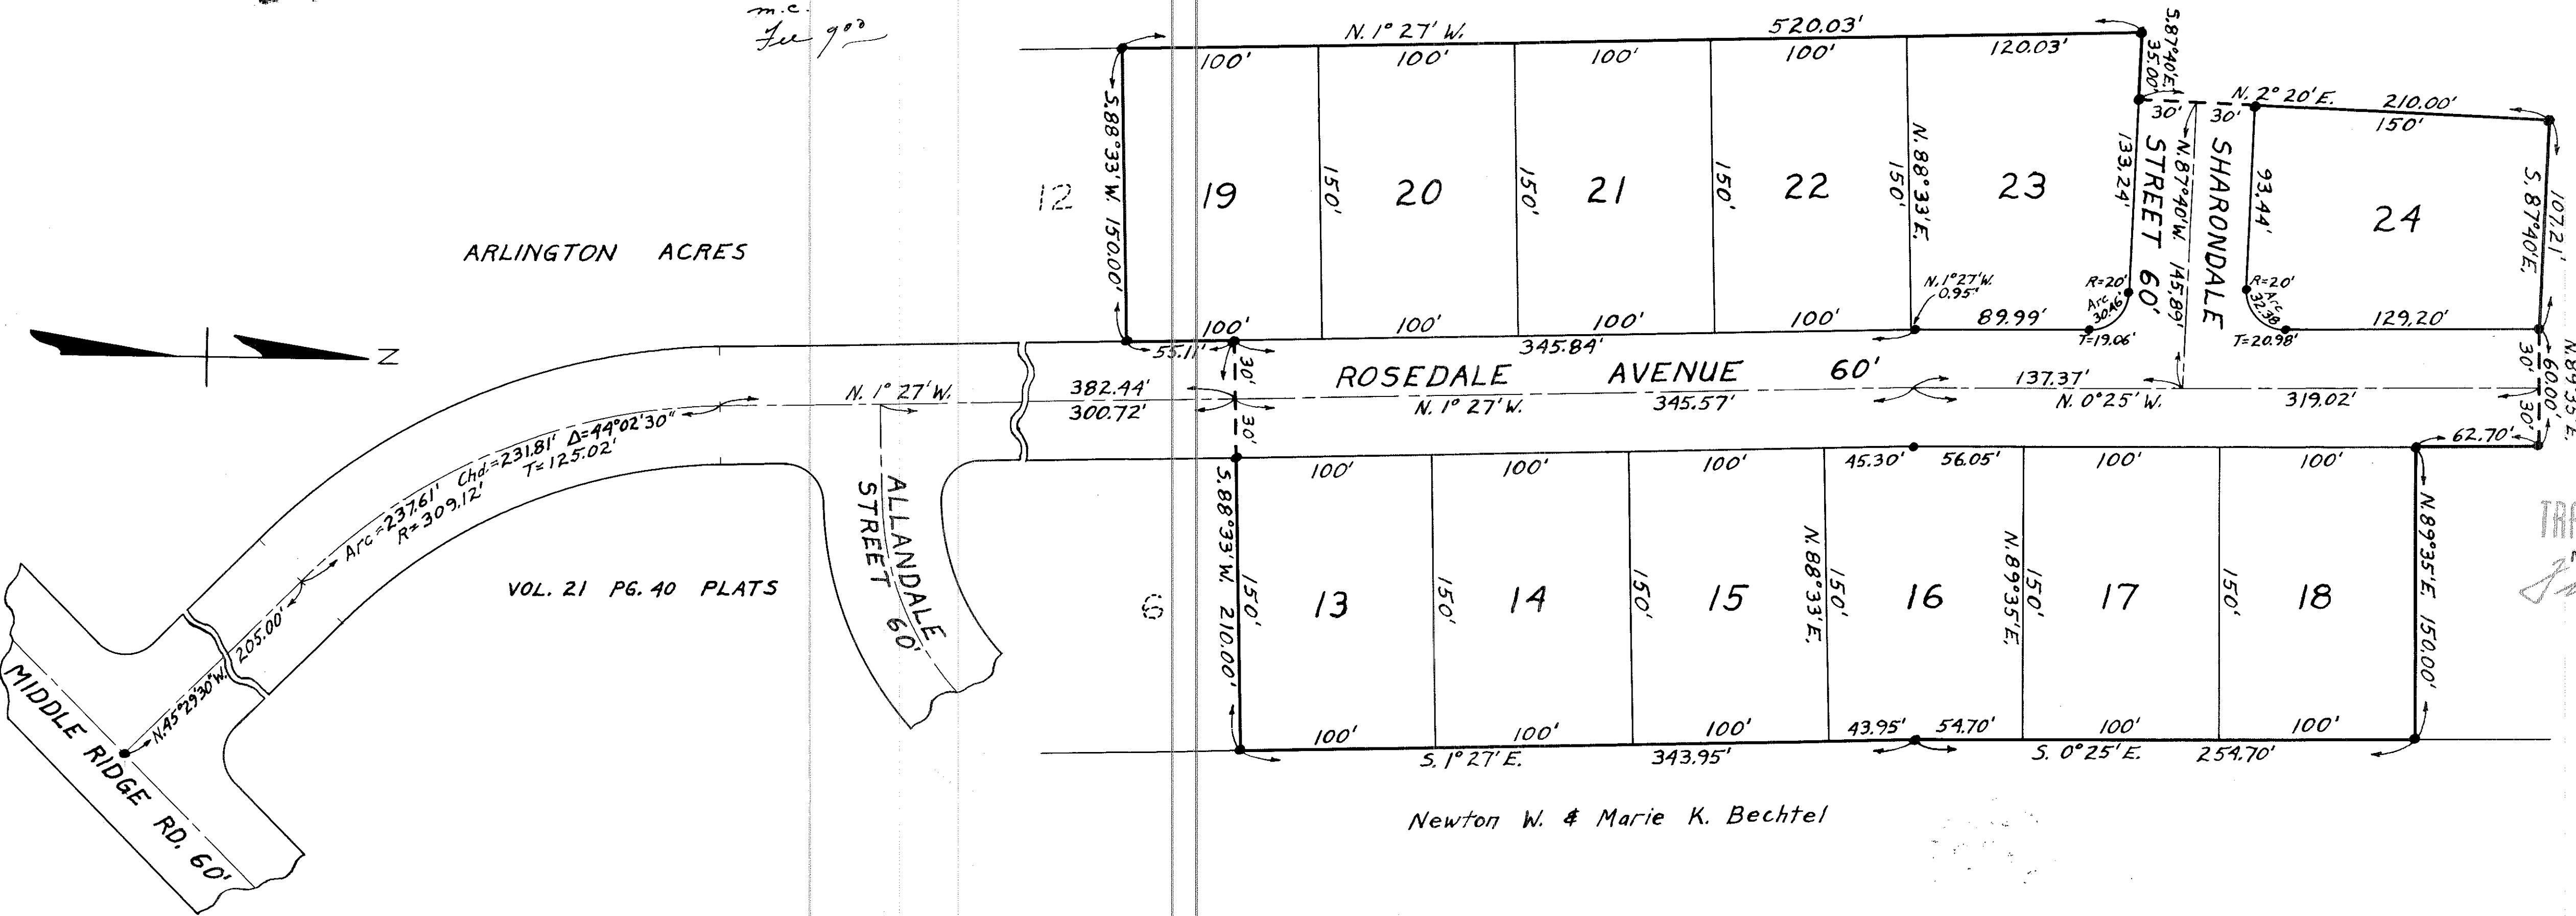 m.c.
Fee 9⁰⁰
N. 1° 27' W.
520.03'
100'
100'
100'
100'
120.03'
S.87°40'E.
35.00'
N. 2° 20' E.
210.00'
30'
30'
150'
12
S.88°33'W. 150.00'
19
150'
20
150'
21
150'
22
150'
N. 88°33'E.
23
133.24'
STREET 60'
N.87°40'W. 145.89'
SHARONDALE
93.44'
24
S. 87°40'E.
107.21'
ARLINGTON ACRES
N. 1°27'W.
0.95'
R=20'
Arc
30.46'
T=19.06'
R=20'
Arc
32.38'
T=20.98'
100'
100'
100'
100'
89.99'
129.20'
55.11'
345.84'
N
30'
30'
ROSEDALE AVENUE 60'
N. 1° 27' W.
382.44'
300.72'
N. 1° 27' W.
345.57'
137.37'
N. 0°25' W.
319.02'
30'
30'
60.00'
N.89°35'E.
62.70'
Arc=237.61' Chd.=231.81' Δ=44°02'30"
R=309.12' T=125.02'
100'
100'
100'
45.30'
56.05'
100'
100'
ALLANDALE
STREET 60'
VOL. 21 PG. 40 PLATS
6
S.88°33'W. 210.00'
150'
13
150'
14
150'
15
N.88°33'E.
150'
16
N.89°35'E.
150'
17
150'
18
N.89°35'E. 150.00'
205.00'
N.45°29'30"W.
MIDDLE RIDGE RD. 60'
100'
100'
100'
43.95'
54.70'
100'
100'
S. 1° 27' E.
343.95'
S. 0°25' E.
254.70'
Newton W. & Marie K. Bechtel